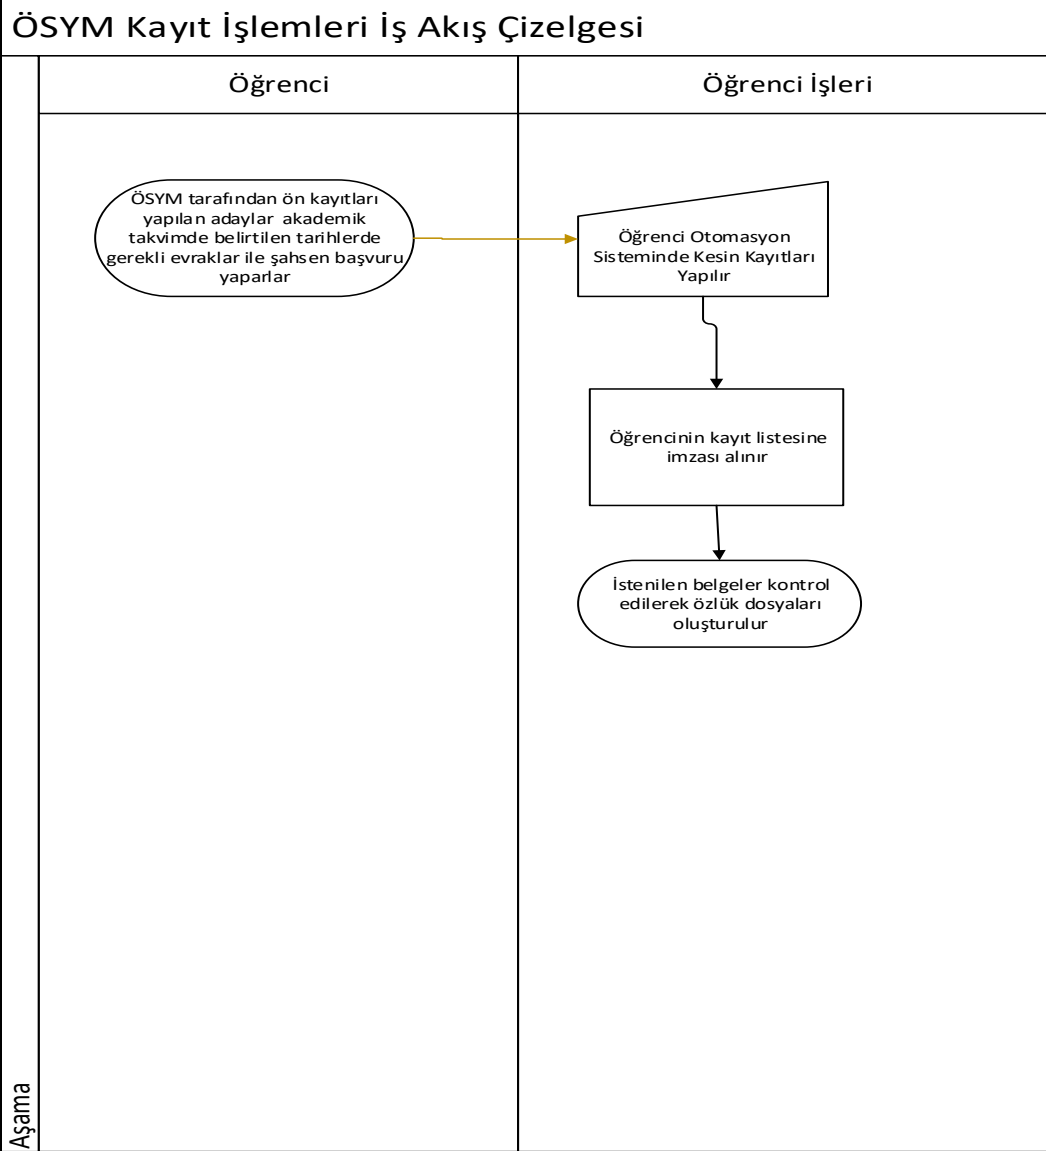 ÖSYM Kayıt İşlemleri İş Akış Çizelgesi
Öğrenci
Öğrenci İşleri
ÖSYM tarafından ön kayıtları
yapılan adaylar akademik
takvimde belirtilen tarihlerde
gerekli evraklar ile şahsen başvuru
yaparlar
Öğrenci Otomasyon
Sisteminde Kesin Kayıtları
Yapılır
Öğrencinin kayıt listesine
imzası alınır
İstenilen belgeler kontrol
edilerek özlük dosyaları
oluşturulur
Aşama